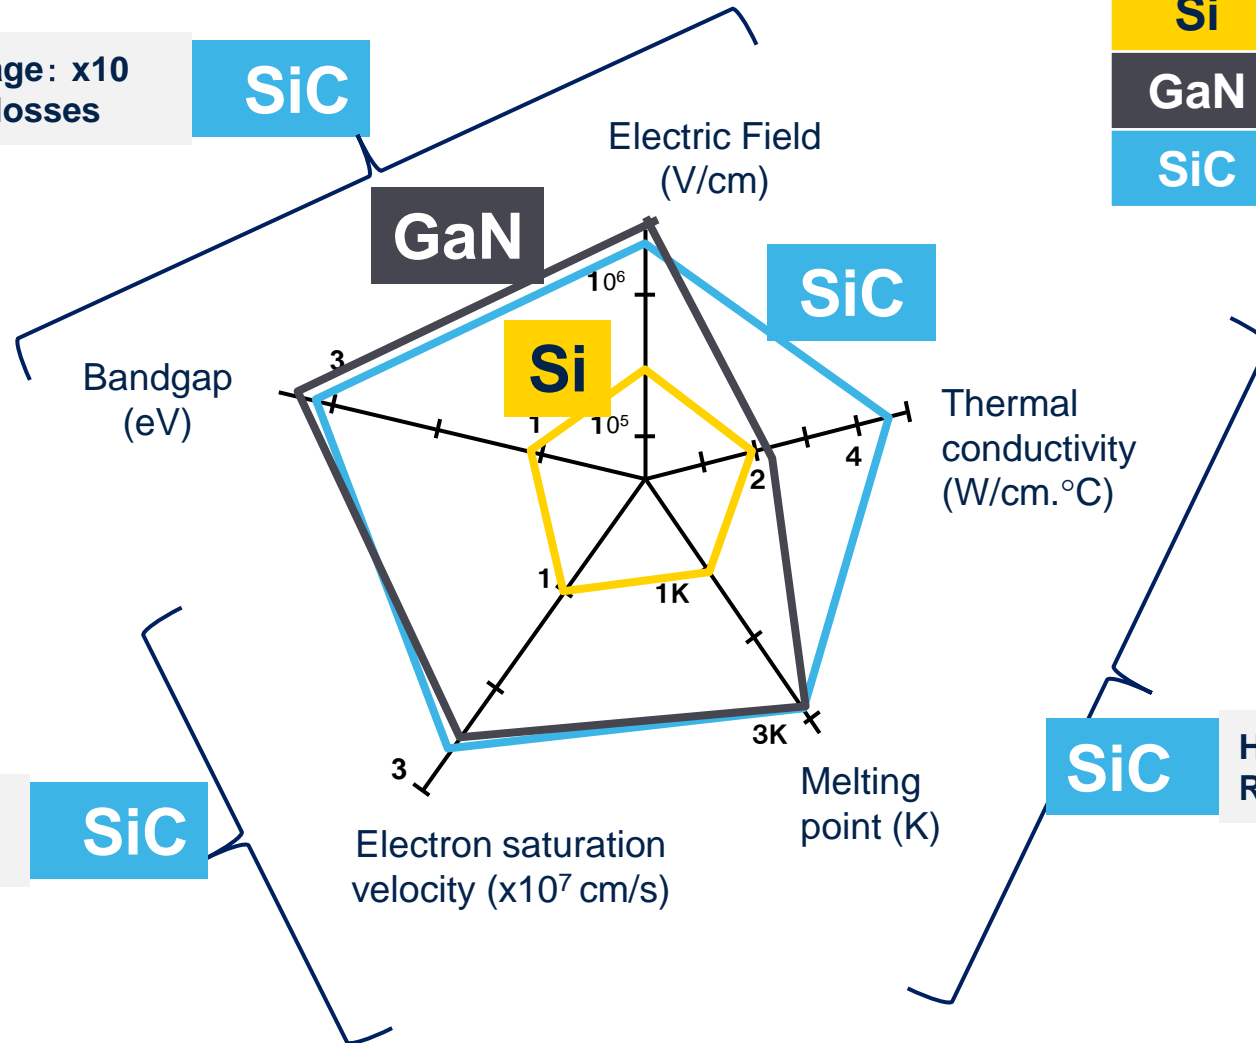 age: x10
losses
SiC
Si
GaN
SiC
Electric Field
(V/cm)
GaN
SiC
10⁶
Si
3
Bandgap
(eV)
1
10⁵
Thermal
conductivity
(W/cm.°C)
4
2
1
1K
3K
Melting
point (K)
SiC
H
R
3
SiC
Electron saturation
velocity (x10⁷ cm/s)